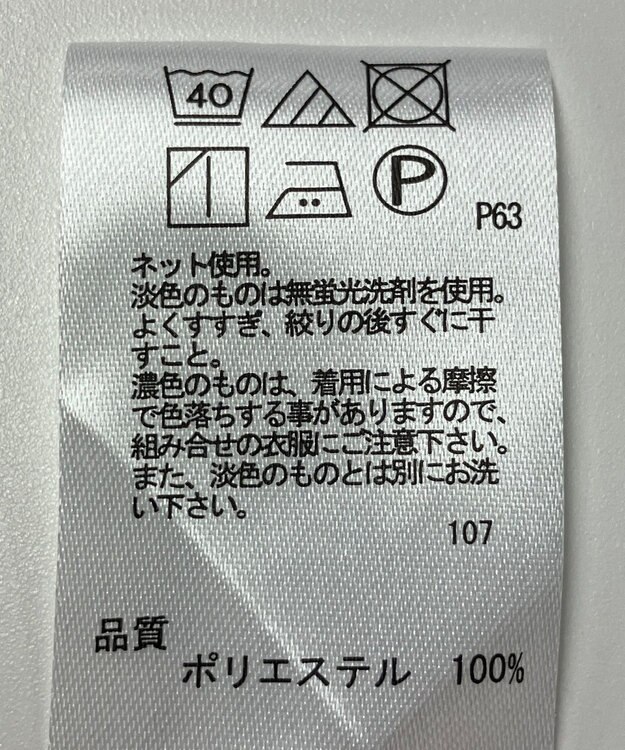 40
P
P63
ネット使用。
淡色のものは無蛍光洗剤を使用。
よくすすぎ、絞りの後すぐに干
すこと。
濃色のものは、着用による摩擦
で色落ちする事がありますので、
組み合せの衣服にご注意下さい。
また、淡色のものとは別にお洗
い下さい。
107
品質
ポリエステル 100%